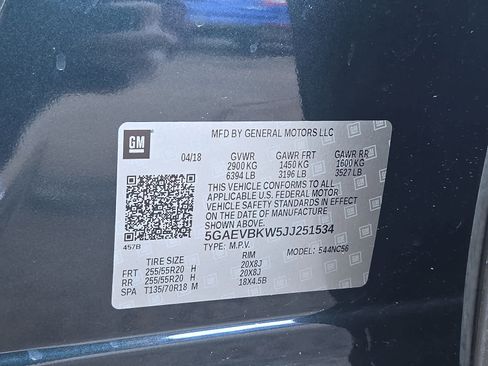 GM
MFD BY GENERAL MOTORS LLC
04/18 GVWR GAWR FRT GAWR RR
2900 KG 1450 KG 1600 KG
6394 LB 3196 LB 3527 LB
THIS VEHICLE CONFORMS TO ALL
APPLICABLE U.S. FEDERAL MOTOR
VEHICLE SAFETY STANDARDS IN EFFECT
ON THE DATE OF MANUFACTURE SHOWN ABOVE.
5GAEVBKW5JJ251534
457B TYPE: M.P.V. MODEL: 544NC56
TIRE SIZE RIM
FRT 255/55R20 H 20X8J
RR 255/55R20 H 20X8J
SPA T135/70R18 M 18X4.5B